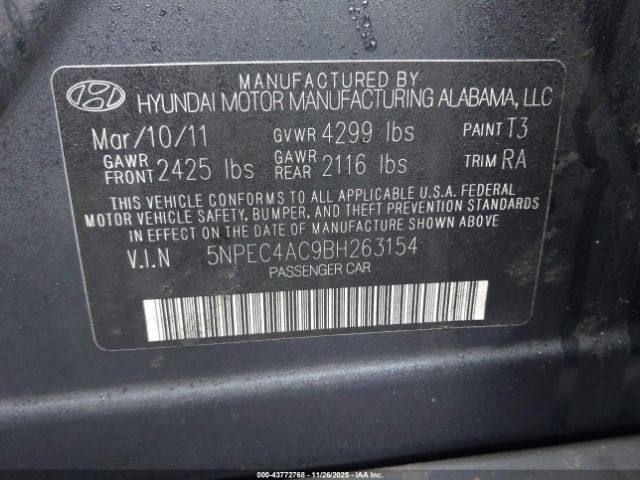 MANUFACTURED BY
HYUNDAI MOTOR MANUFACTURING ALABAMA, LLC
Mar/10/11 GVWR 4299 lbs PAINT T3
GAWR FRONT 2425 lbs GAWR REAR 2116 lbs TRIM RA
THIS VEHICLE CONFORMS TO ALL APPLICABLE U.S.A. FEDERAL
MOTOR VEHICLE SAFETY, BUMPER, AND THEFT PREVENTION STANDARDS
IN EFFECT ON THE DATE OF MANUFACTURE SHOWN ABOVE
V.I.N 5NPEC4AC9BH263154
PASSENGER CAR
000-43772768 | 11/26/2025 - IAAI.COM